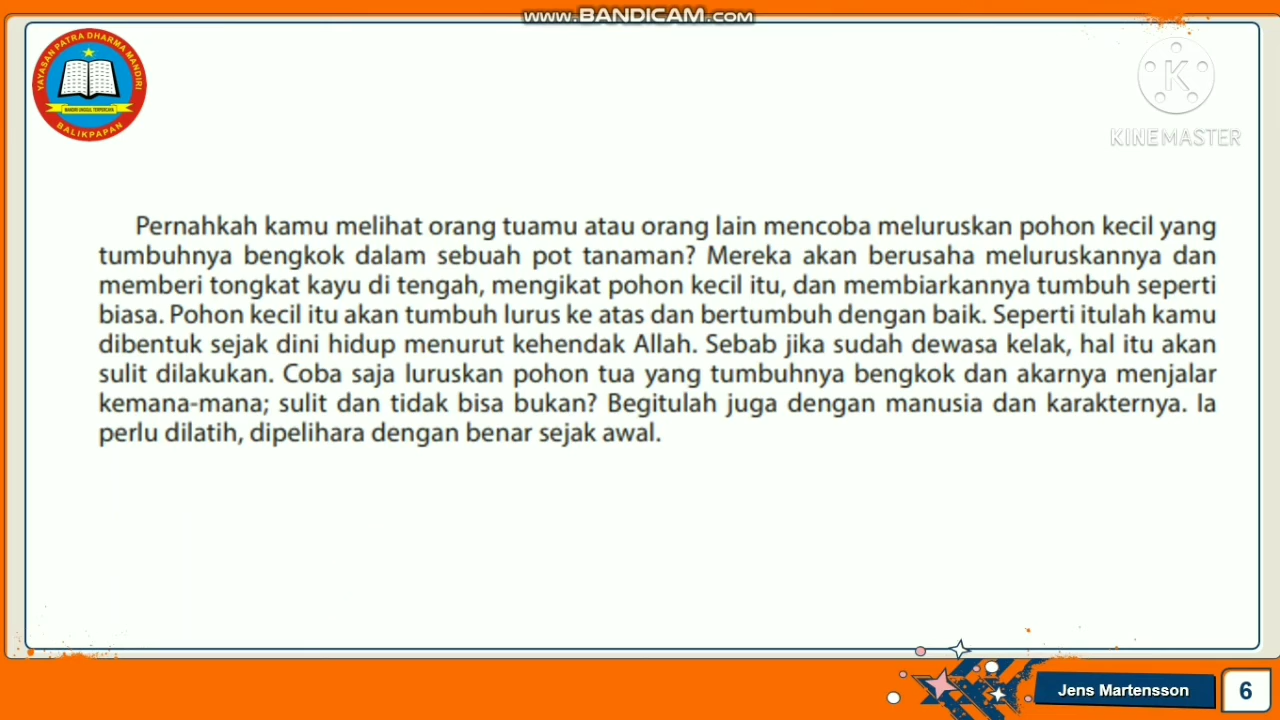 www.BANDICAM.com
YAYASAN PATRA DHARMA MANDIRI
BALIKPAPAN
KINEMASTER
Pernahkah kamu melihat orang tuamu atau orang lain mencoba meluruskan pohon kecil yang
tumbuhnya bengkok dalam sebuah pot tanaman? Mereka akan berusaha meluruskannya dan
memberi tongkat kayu di tengah, mengikat pohon kecil itu, dan membiarkannya tumbuh seperti
biasa. Pohon kecil itu akan tumbuh lurus ke atas dan bertumbuh dengan baik. Seperti itulah kamu
dibentuk sejak dini hidup menurut kehendak Allah. Sebab jika sudah dewasa kelak, hal itu akan
sulit dilakukan. Coba saja luruskan pohon tua yang tumbuhnya bengkok dan akarnya menjalar
kemana-mana; sulit dan tidak bisa bukan? Begitulah juga dengan manusia dan karakternya. Ia
perlu dilatih, dipelihara dengan benar sejak awal.
Jens Martensson
6